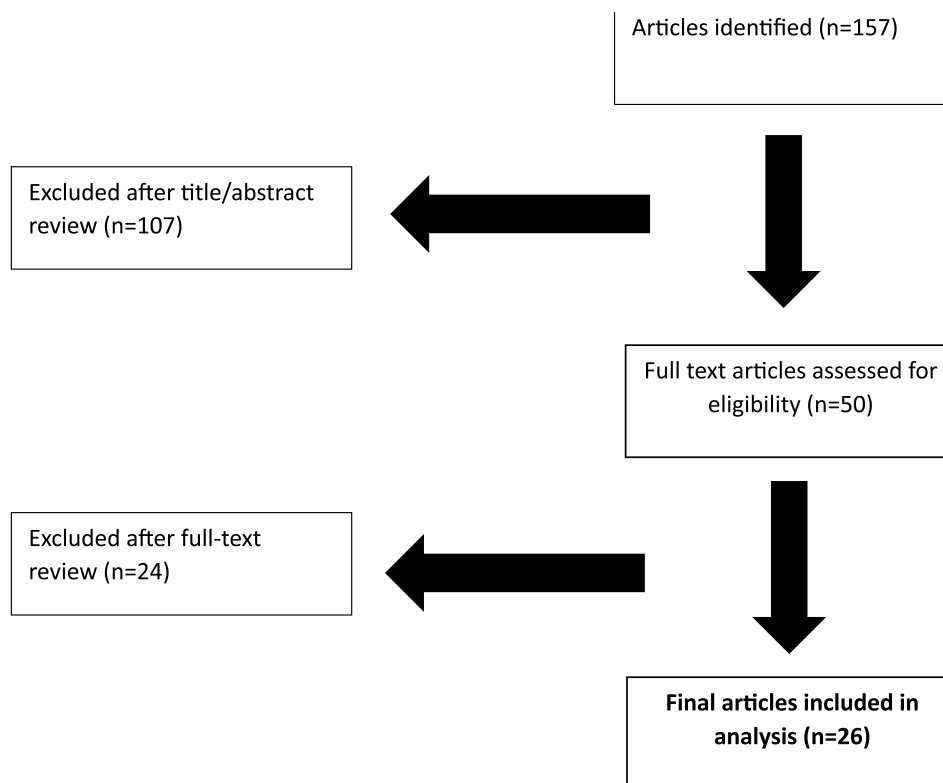 Articles identified (n=157)
Excluded after title/abstract
review (n=107)
Full text articles assessed for
eligibility (n=50)
Excluded after full-text
review (n=24)
Final articles included in
analysis (n=26)